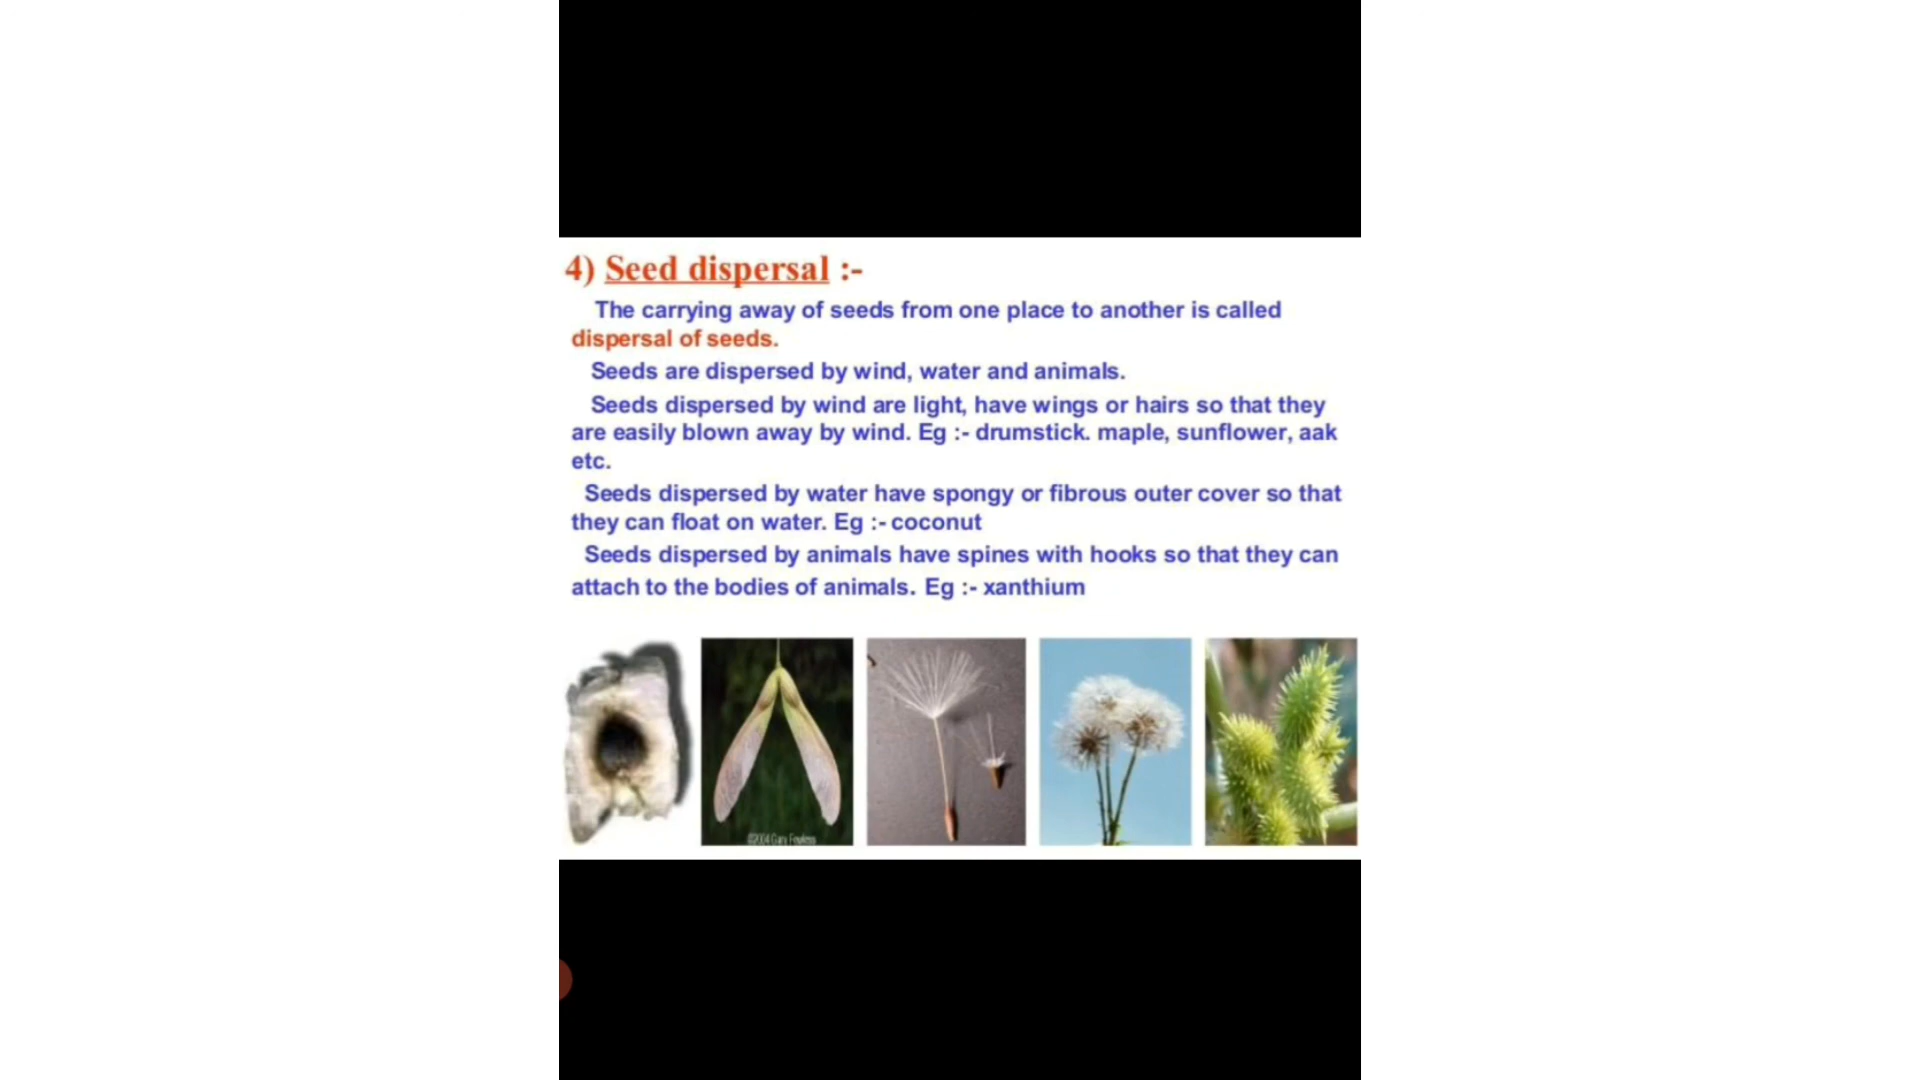 4) Seed dispersal :-
The carrying away of seeds from one place to another is called
dispersal of seeds.
Seeds are dispersed by wind, water and animals.
Seeds dispersed by wind are light, have wings or hairs so that they
are easily blown away by wind. Eg :- drumstick. maple, sunflower, aak
etc.
Seeds dispersed by water have spongy or fibrous outer cover so that
they can float on water. Eg :- coconut
Seeds dispersed by animals have spines with hooks so that they can
attach to the bodies of animals. Eg :- xanthium
©2004 Gary